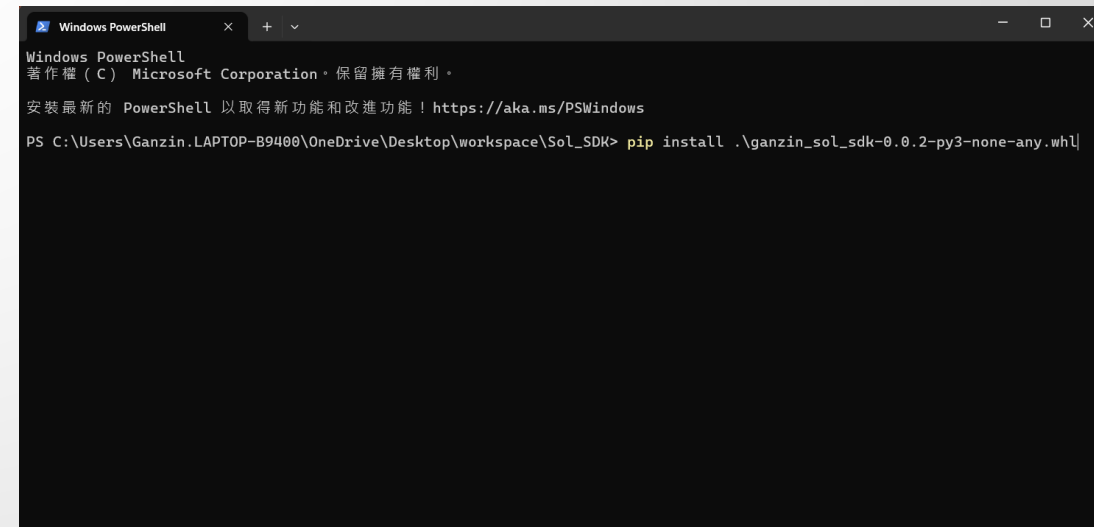 Windows PowerShell
Windows PowerShell
著作權 (C) Microsoft Corporation。保留擁有權利。
安裝最新的 PowerShell 以取得新功能和改進功能！https://aka.ms/PSWindows
PS C:\Users\Ganzin.LAPTOP-B9400\OneDrive\Desktop\workspace\Sol_SDK> pip install .\ganzin_sol_sdk-0.0.2-py3-none-any.whl